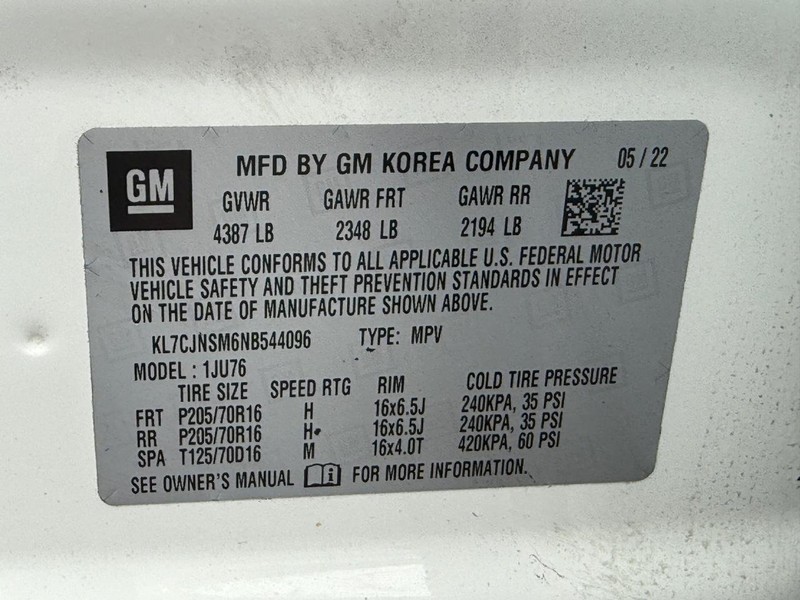 GM MFD BY GM KOREA COMPANY 05 / 22
GVWR GAWR FRT GAWR RR
4387 LB 2348 LB 2194 LB
THIS VEHICLE CONFORMS TO ALL APPLICABLE U.S. FEDERAL MOTOR
VEHICLE SAFETY AND THEFT PREVENTION STANDARDS IN EFFECT
ON THE DATE OF MANUFACTURE SHOWN ABOVE.
KL7CJNSM6NB544096 TYPE: MPV
MODEL : 1JU76
TIRE SIZE SPEED RTG RIM COLD TIRE PRESSURE
FRT P205/70R16 H 16x6.5J 240KPA, 35 PSI
RR P205/70R16 H 16x6.5J 240KPA, 35 PSI
SPA T125/70D16 M 16x4.0T 420KPA, 60 PSI
SEE OWNER'S MANUAL FOR MORE INFORMATION.